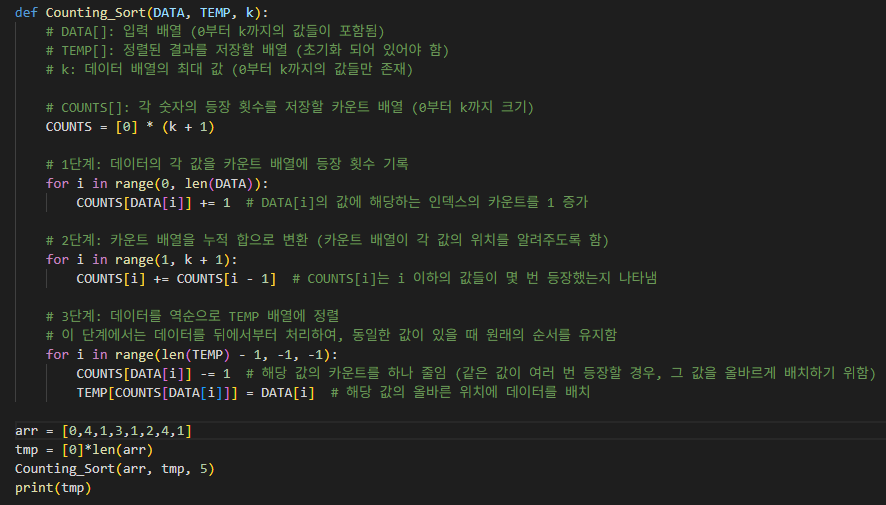 def Counting_Sort(DATA, TEMP, k):
# DATA[]: 입력 배열 (0부터 k까지의 값들이 포함됨)
# TEMP[]: 정렬된 결과를 저장할 배열 (초기화 되어 있어야 함)
# k: 데이터 배열의 최대 값 (0부터 k까지의 값들만 존재)
# COUNTS[]: 각 숫자의 등장 횟수를 저장할 카운트 배열 (0부터 k까지 크기)
COUNTS = [0] * (k + 1)
# 1단계: 데이터의 각 값을 카운트 배열에 등장 횟수 기록
for i in range(0, len(DATA)):
COUNTS[DATA[i]] += 1  # DATA[i]의 값에 해당하는 인덱스의 카운트를 1 증가
# 2단계: 카운트 배열을 누적 합으로 변환 (카운트 배열이 각 값의 위치를 알려주도록 함)
for i in range(1, k + 1):
COUNTS[i] += COUNTS[i - 1]  # COUNTS[i]는 i 이하의 값들이 몇 번 등장했는지 나타냄
# 3단계: 데이터를 역순으로 TEMP 배열에 정렬
# 이 단계에서는 데이터를 뒤에서부터 처리하여, 동일한 값이 있을 때 원래의 순서를 유지함
for i in range(len(TEMP) - 1, -1, -1):
COUNTS[DATA[i]] -= 1  # 해당 값의 카운트를 하나 줄임 (같은 값이 여러 번 등장할 경우, 그 값을 올바르게 배치하기 위함)
TEMP[COUNTS[DATA[i]]] = DATA[i]  # 해당 값의 올바른 위치에 데이터를 배치
arr = [0,4,1,3,1,2,4,1]
tmp = [0]*len(arr)
Counting_Sort(arr, tmp, 5)
print(tmp)